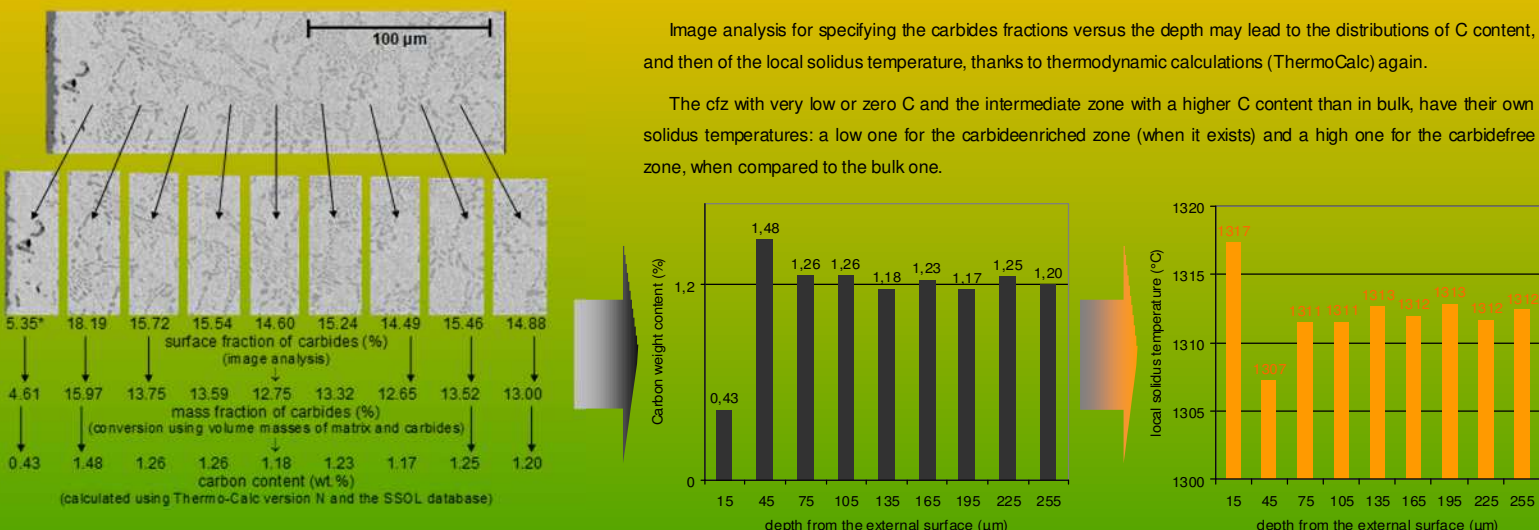 100 µm
5.35* 18.19 15.72 15.54 14.60 15.24 14.49 15.46 14.88
surface fraction of carbides (%)
(image analysis)
4.61 15.97 13.75 13.59 12.75 13.32 12.65 13.52 13.00
mass fraction of carbides (%)
(conversion using volume masses of matrix and carbides)
0.43 1.48 1.26 1.26 1.18 1.23 1.17 1.25 1.20
carbon content (wt.%)
(calculated using Thermo-Calc version N and the SSOL database)
Image analysis for specifying the carbides fractions versus the depth may lead to the distributions of C content,
and then of the local solidus temperature, thanks to thermodynamic calculations (ThermoCalc) again.
The cfz with very low or zero C and the intermediate zone with a higher C content than in bulk, have their own
solidus temperatures: a low one for the carbideenriched zone (when it exists) and a high one for the carbidefree
zone, when compared to the bulk one.
Carbon weight content (%)
1,2
0
0,43 1,48 1,26 1,26 1,18 1,23 1,17 1,25 1,20
15 45 75 105 135 165 195 225 255
depth from the external surface (µm)
local solidus temperature (°C)
1320
1315
1310
1305
1300
1317 1307 1311 1311 1313 1312 1313 1312 1312
15 45 75 105 135 165 195 225 255
depth from the external surface (µm)